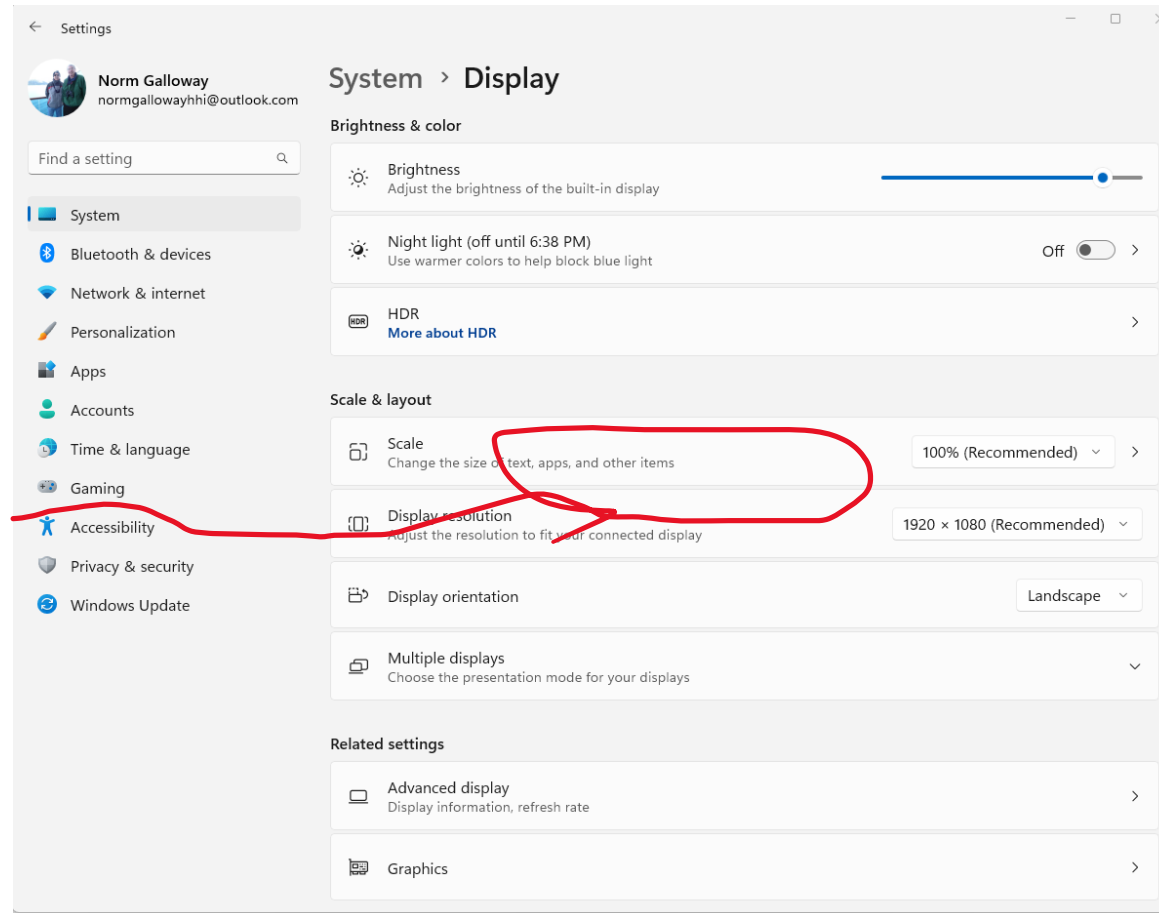 Settings
Norm Galloway
normgallowayhhi@outlook.com
Find a setting
System
Bluetooth & devices
Network & internet
Personalization
Apps
Accounts
Time & language
Gaming
Accessibility
Privacy & security
Windows Update
System > Display
Brightness & color
Brightness
Adjust the brightness of the built-in display
Night light (off until 6:38 PM)
Use warmer colors to help block blue light
Off
HDR
HDR
More about HDR
Scale & layout
Scale
Change the size of text, apps, and other items
100% (Recommended)
Display resolution
Adjust the resolution to fit your connected display
1920 × 1080 (Recommended)
Display orientation
Landscape
Multiple displays
Choose the presentation mode for your displays
Related settings
Advanced display
Display information, refresh rate
Graphics